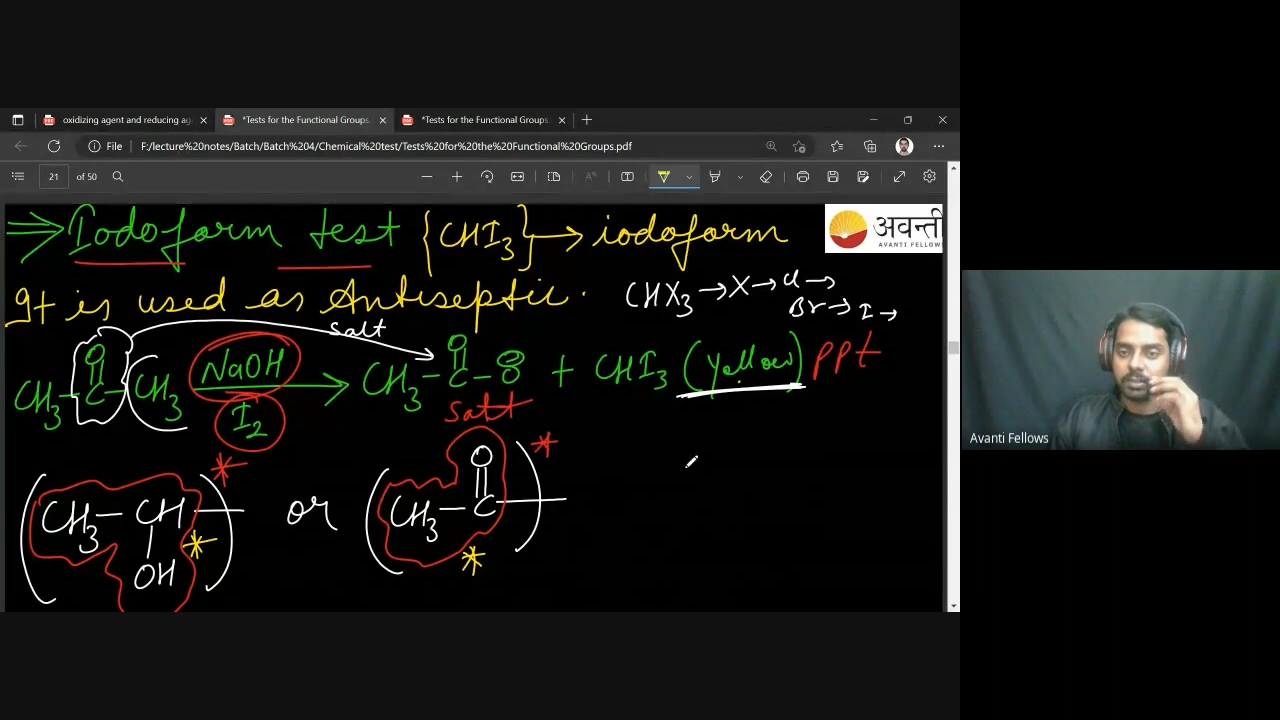 oxidizing agent and reducing ag
*Tests for the Functional Groups.
*Tests for the Functional Groups.
File
F:/lecture%20notes/Batch/Batch%204/Chemical%20test/Tests%20for%20the%20Functional%20Groups.pdf
21 of 50
⇒ Iodoform test {CHI3} → iodoform
अवन्ती
AVANTI FELLOWS
It is used as Antiseptic.
CHX3 → X → Cl →
Br → I →
salt
O O
CH3 – C – CH3 NaOH → CH3 – C – O + CHI3 (Yellow) PPt
I2
Salt
* O *
CH3 – CH – or CH3 – C –
* *
OH
Avanti Fellows